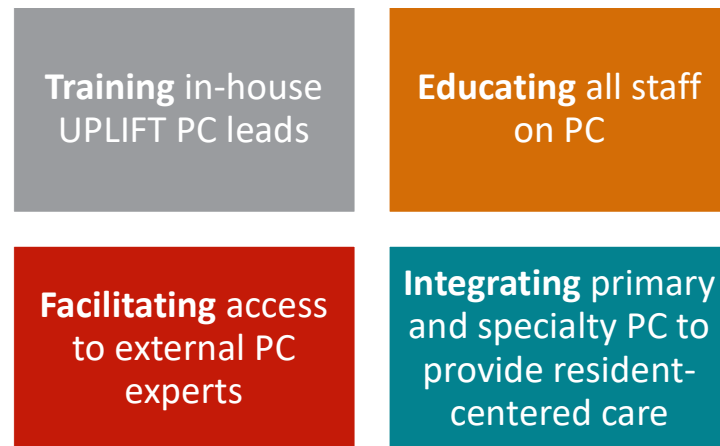 Training in-house
UPLIFT PC leads
Educating all staff
on PC
Facilitating access
to external PC
experts
Integrating primary
and specialty PC to
provide resident-
centered care